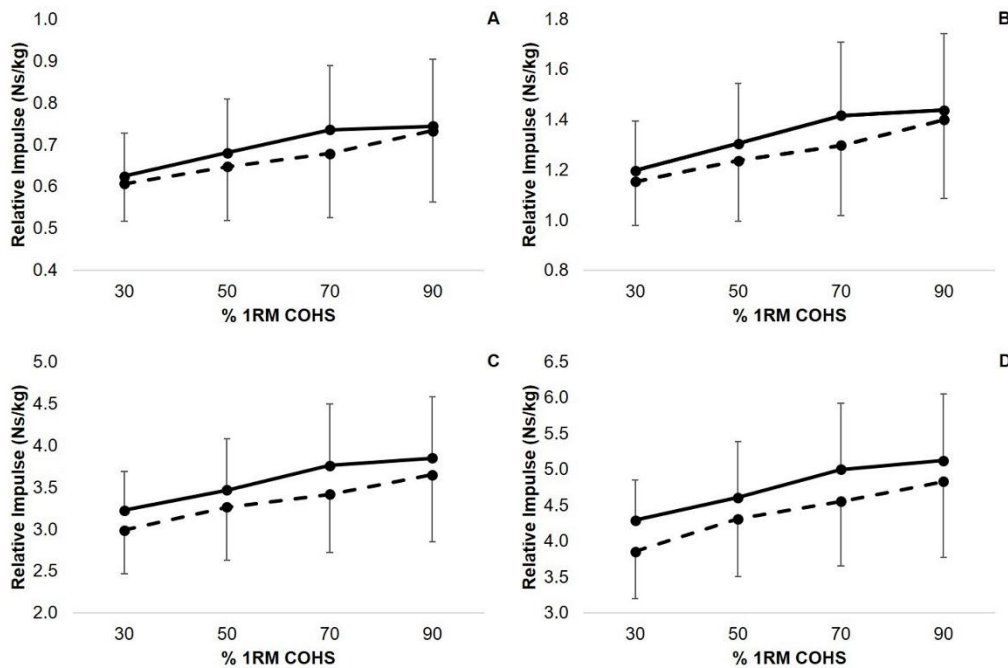 A
Relative Impulse (Ns/kg)
1.0
0.9
0.8
0.7
0.6
0.5
0.4
30 50 70 90
% 1RM COHS
B
Relative Impulse (Ns/kg)
1.8
1.6
1.4
1.2
1.0
0.8
30 50 70 90
% 1RM COHS
C
Relative Impulse (Ns/kg)
5.0
4.5
4.0
3.5
3.0
2.5
2.0
30 50 70 90
% 1RM COHS
D
Relative Impulse (Ns/kg)
6.5
6.0
5.5
5.0
4.5
4.0
3.5
3.0
30 50 70 90
% 1RM COHS